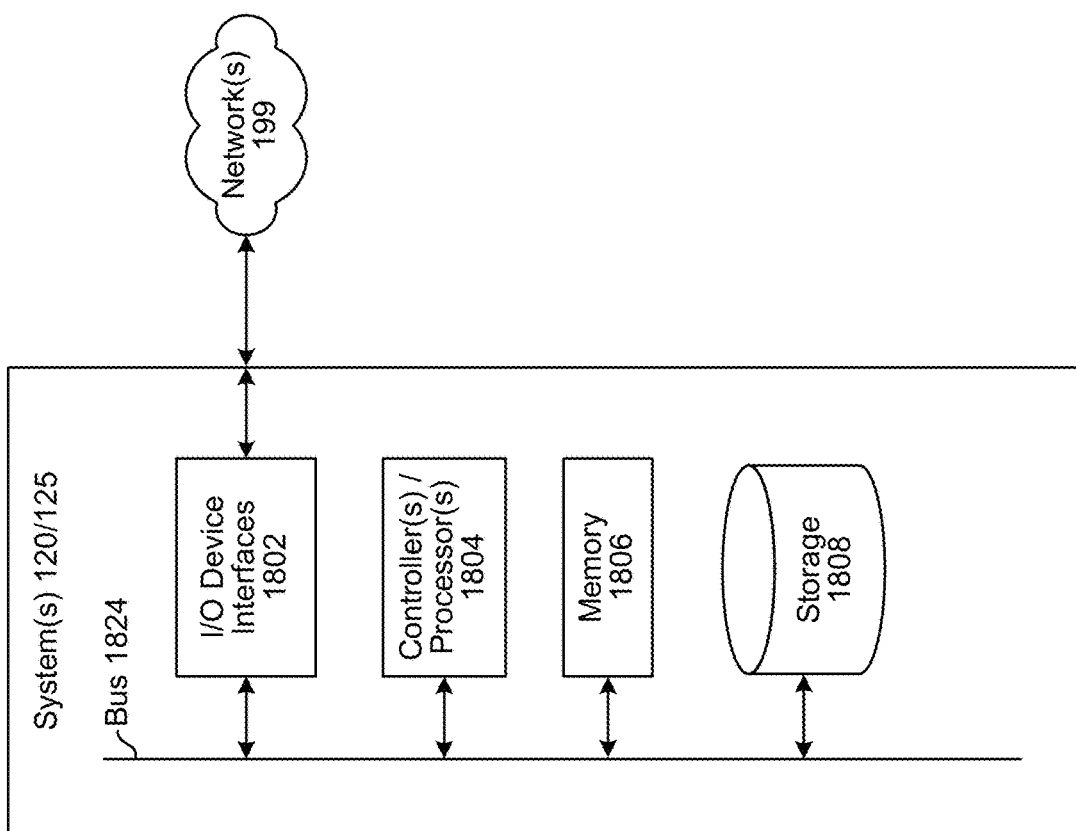 System(s) 120/125
Bus 1824
I/O Device
Interfaces
1802
Controller(s) /
Processor(s)
1804
Memory
1806
Storage
1808
Network(s)
199